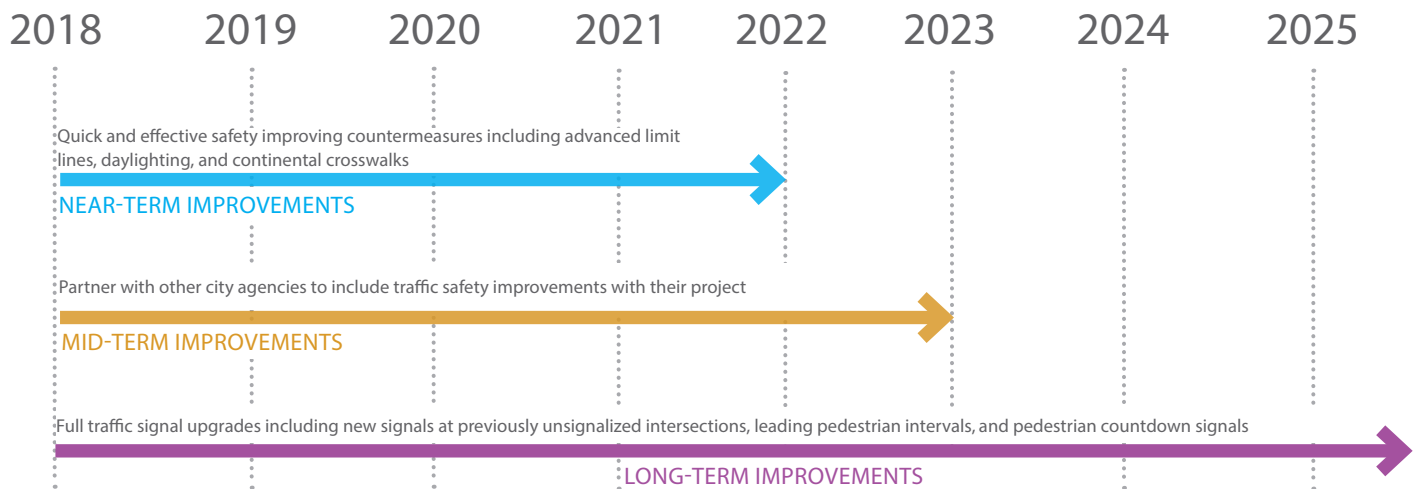 2018 2019 2020 2021 2022 2023 2024 2025
Quick and effective safety improving countermeasures including advanced limit
lines, daylighting, and continental crosswalks
NEAR-TERM IMPROVEMENTS
Partner with other city agencies to include traffic safety improvements with their project
MID-TERM IMPROVEMENTS
Full traffic signal upgrades including new signals at previously unsignalized intersections, leading pedestrian intervals, and pedestrian countdown signals
LONG-TERM IMPROVEMENTS